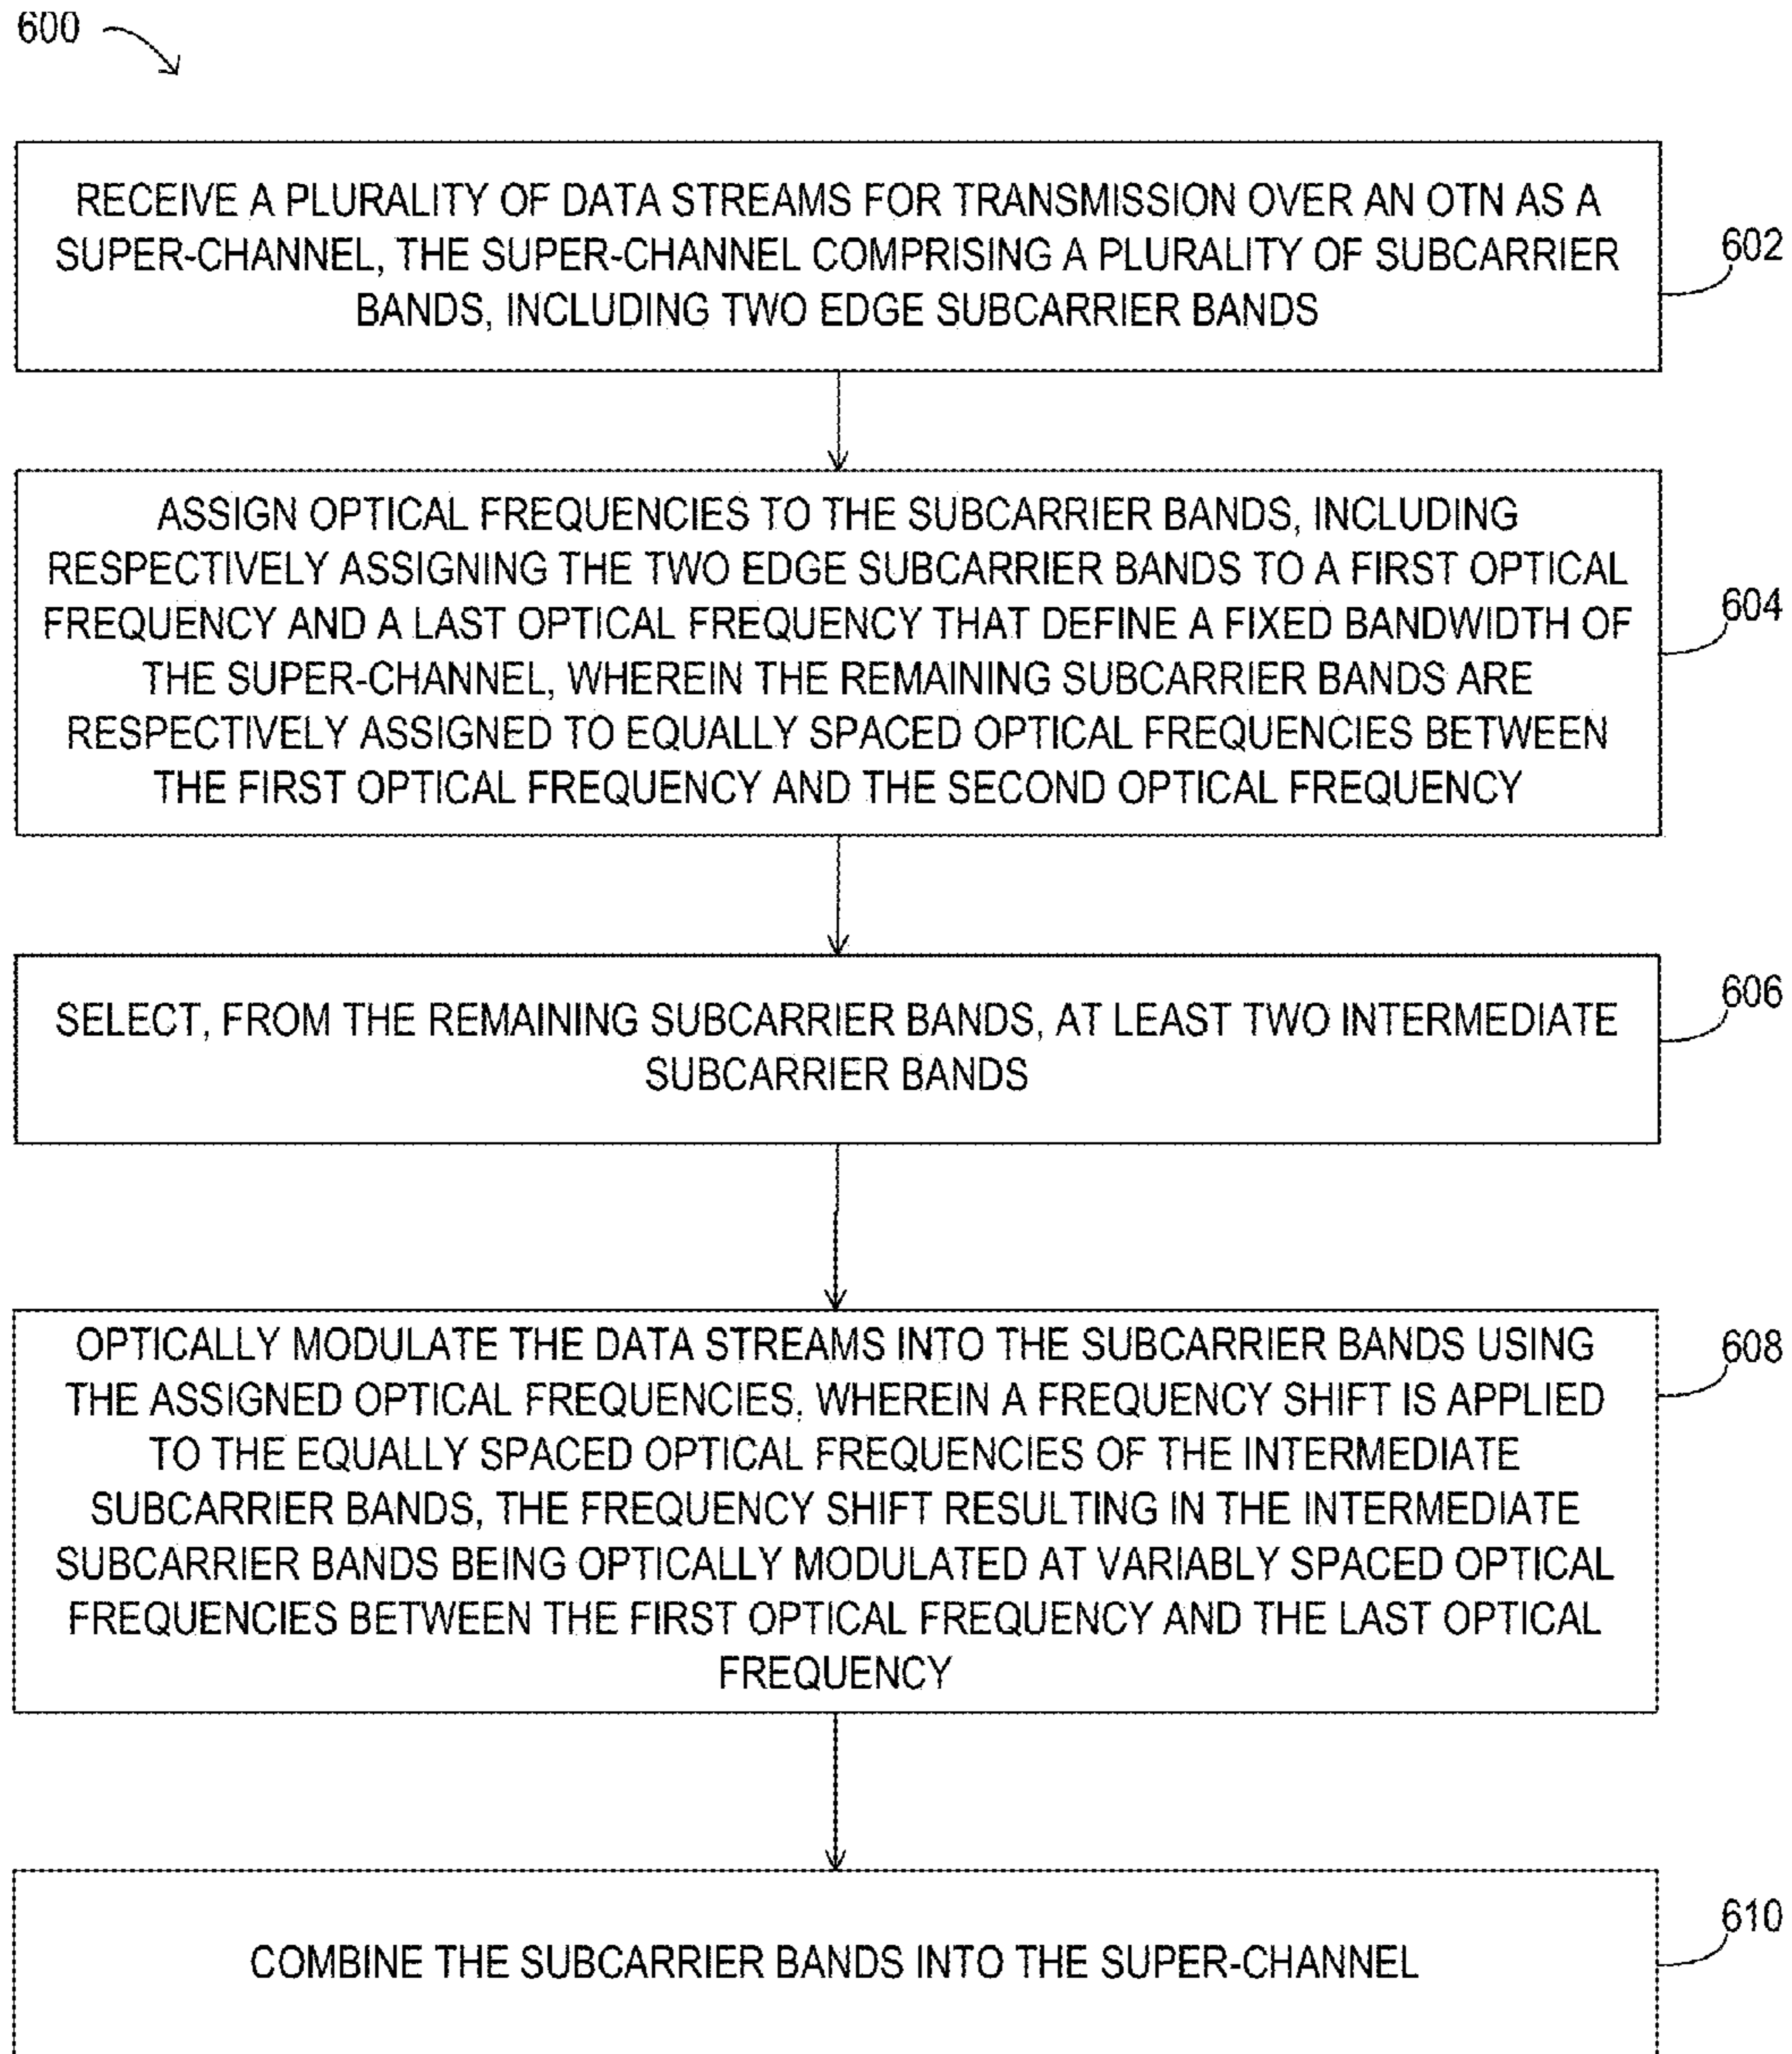 600
RECEIVE A PLURALITY OF DATA STREAMS FOR TRANSMISSION OVER AN OTN AS A
SUPER-CHANNEL, THE SUPER-CHANNEL COMPRISING A PLURALITY OF SUBCARRIER
BANDS, INCLUDING TWO EDGE SUBCARRIER BANDS
602
ASSIGN OPTICAL FREQUENCIES TO THE SUBCARRIER BANDS, INCLUDING
RESPECTIVELY ASSIGNING THE TWO EDGE SUBCARRIER BANDS TO A FIRST OPTICAL
FREQUENCY AND A LAST OPTICAL FREQUENCY THAT DEFINE A FIXED BANDWIDTH OF
THE SUPER-CHANNEL, WHEREIN THE REMAINING SUBCARRIER BANDS ARE
RESPECTIVELY ASSIGNED TO EQUALLY SPACED OPTICAL FREQUENCIES BETWEEN
THE FIRST OPTICAL FREQUENCY AND THE SECOND OPTICAL FREQUENCY
604
SELECT, FROM THE REMAINING SUBCARRIER BANDS, AT LEAST TWO INTERMEDIATE
SUBCARRIER BANDS
606
OPTICALLY MODULATE THE DATA STREAMS INTO THE SUBCARRIER BANDS USING
THE ASSIGNED OPTICAL FREQUENCIES, WHEREIN A FREQUENCY SHIFT IS APPLIED
TO THE EQUALLY SPACED OPTICAL FREQUENCIES OF THE INTERMEDIATE
SUBCARRIER BANDS, THE FREQUENCY SHIFT RESULTING IN THE INTERMEDIATE
SUBCARRIER BANDS BEING OPTICALLY MODULATED AT VARIABLY SPACED OPTICAL
FREQUENCIES BETWEEN THE FIRST OPTICAL FREQUENCY AND THE LAST OPTICAL
FREQUENCY
608
COMBINE THE SUBCARRIER BANDS INTO THE SUPER-CHANNEL
610